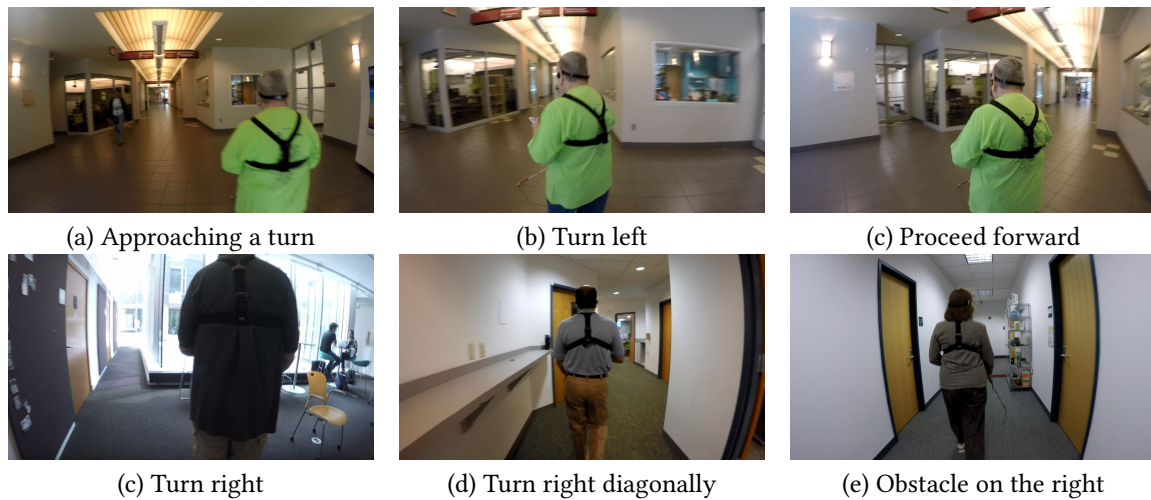 (a) Approaching a turn
(b) Turn left
(c) Proceed forward
(c) Turn right
(d) Turn right diagonally
(e) Obstacle on the right